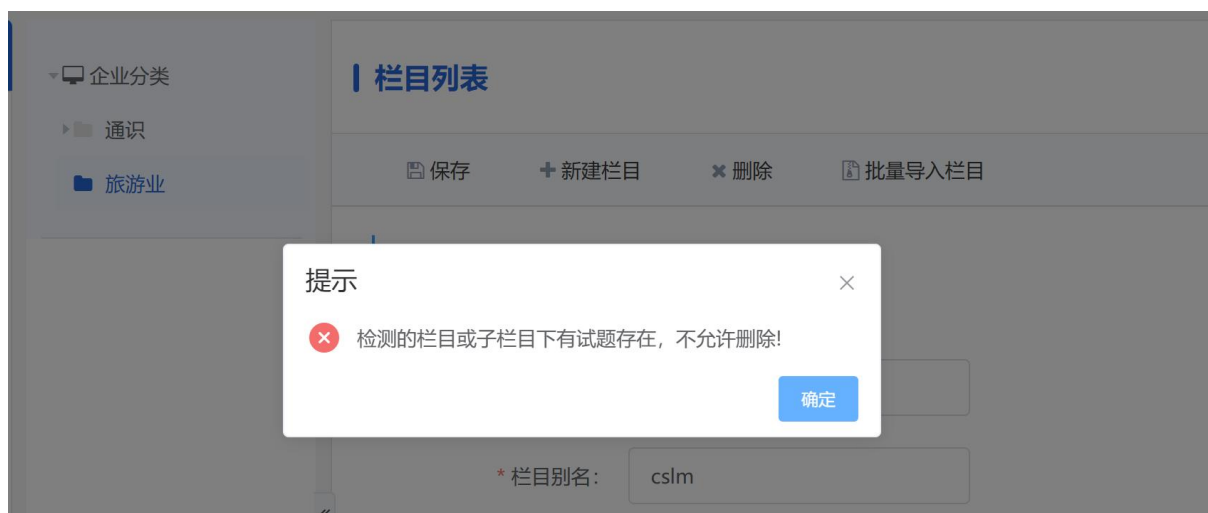 企业分类
通识
旅游业
栏目列表
保存 新建栏目 删除 批量导入栏目
提示
检测的栏目或子栏目下有试题存在，不允许删除!
确定
* 栏目别名： cslm